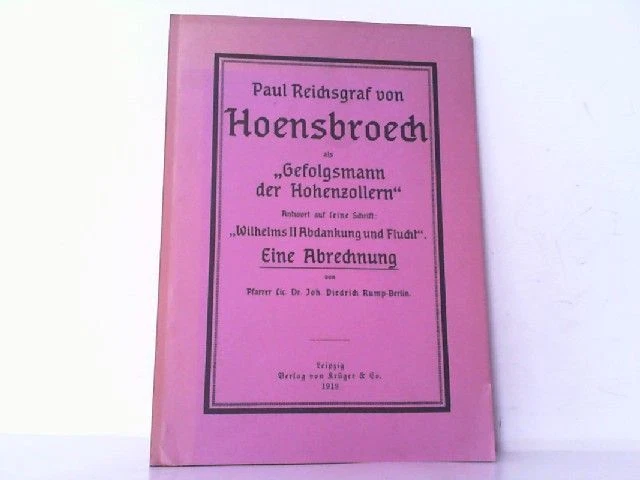 Paul Reichsgraf von
Hoensbroech
als
„Gefolgsmann
der Hohenzollern“
Antwort auf seine Schrift:
„Wilhelms II Abdankung und Flucht“.
Eine Abrechnung
von
Pfarrer Lic. Dr. Joh. Diedrich Rump-Berlin.
Leipzig
Verlag von Krüger & Co.
1919